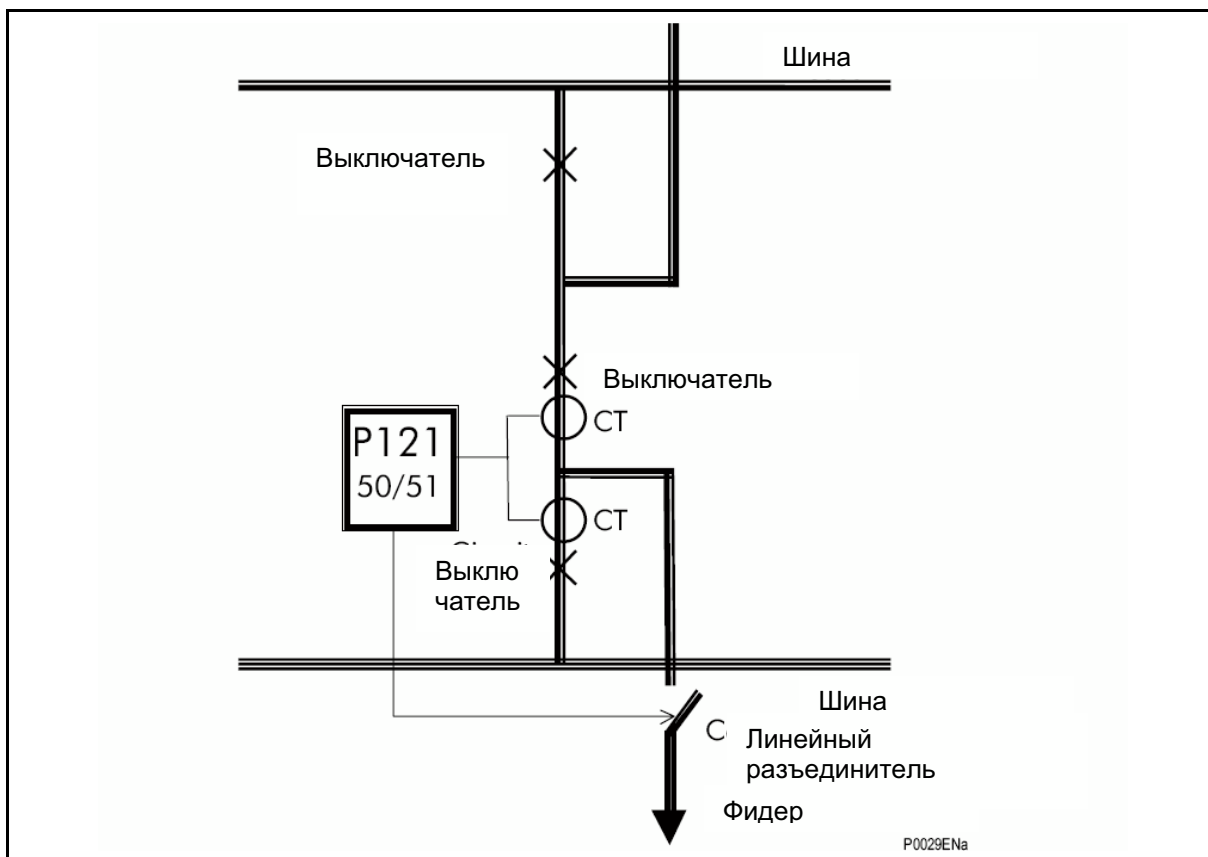 Шина
Выключатель
Выключатель
CT
P121
50/51
CT
Выклю
чатель
Шина
Линейный
разъединитель
Фидер
P0029ENa